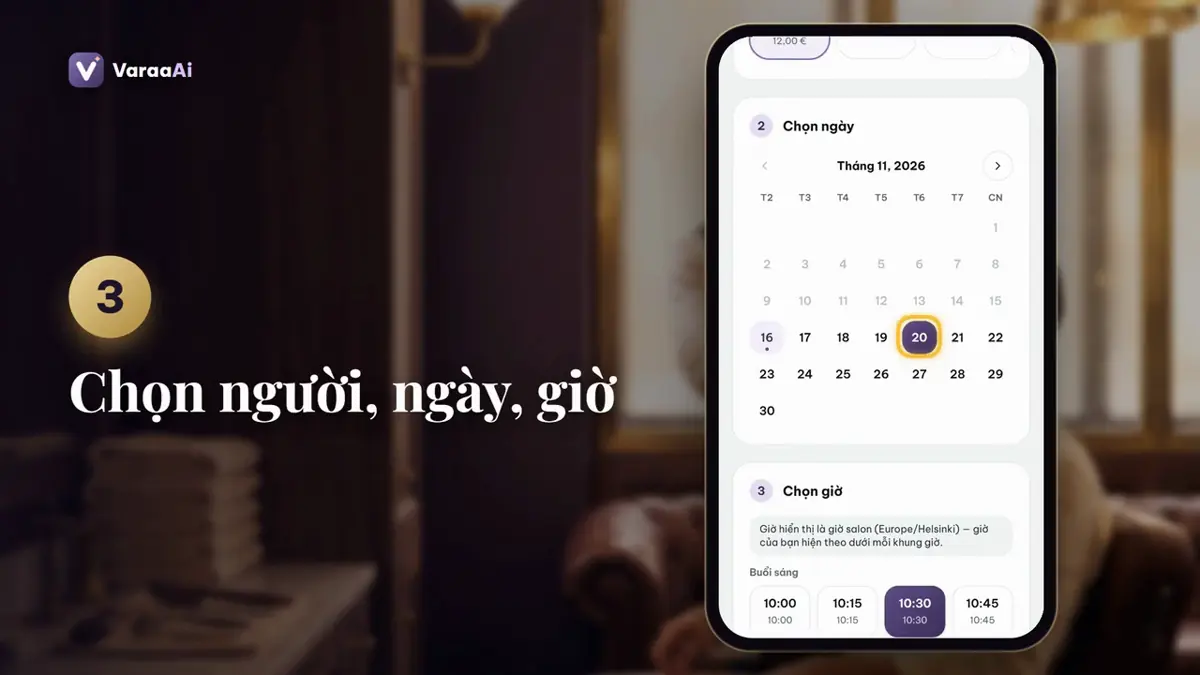 VaraaAi
3
Chọn người, ngày, giờ
12,00 €
2 Chọn ngày
Tháng 11, 2026
T2 T3 T4 T5 T6 T7 CN
1
2 3 4 5 6 7 8
9 10 11 12 13 14 15
16 17 18 19 20 21 22
23 24 25 26 27 28 29
30
3 Chọn giờ
Giờ hiển thị là giờ salon (Europe/Helsinki) — giờ
của bạn hiện theo dưới mỗi khung giờ.
Buổi sáng
10:00 10:15 10:30 10:45
10:00 10:15 10:30 10:45